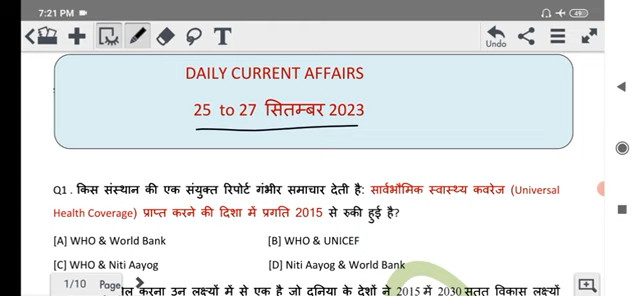 7:21 PM
49
T
Undo
DAILY CURRENT AFFAIRS
25 to 27 सितम्बर 2023
Q1. किस संस्थान की एक संयुक्त रिपोर्ट गंभीर समाचार देती है: सार्वभौमिक स्वास्थ्य कवरेज (Universal
Health Coverage) प्राप्त करने की दिशा में प्रगति 2015 से रुकी हुई है?
[A] WHO & World Bank
[B] WHO & UNICEF
[C] WHO & Niti Aayog
[D] Niti Aayog & World Bank
1/10 Page
करना उन लक्ष्यों में से एक है जो दुनिया के देशों ने 2015 में 2030 सतत विकास लक्ष्यों